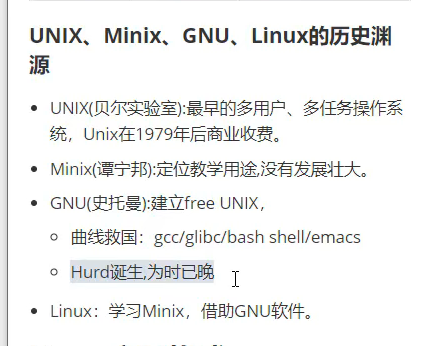 UNIX、Minix、GNU、Linux的历史渊
源
UNIX(贝尔实验室):最早的多用户、多任务操作系
统，Unix在1979年后商业收费。
Minix(谭宁邦):定位教学用途,没有发展壮大。
GNU(史托曼):建立free UNIX，
曲线救国：gcc/glibc/bash shell/emacs
Hurd诞生,为时已晚
Linux：学习Minix，借助GNU软件。